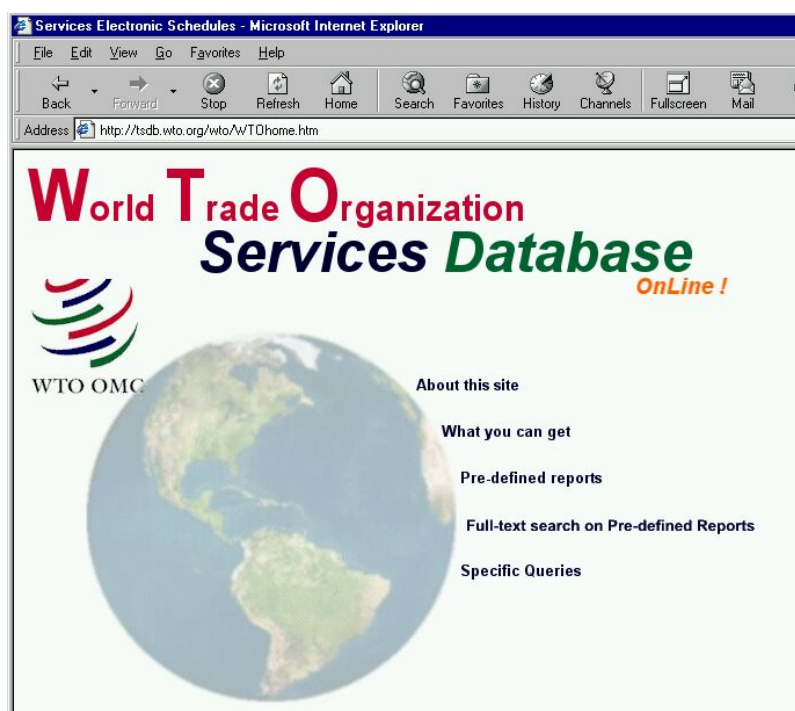 Services Electronic Schedules - Microsoft Internet Explorer
File Edit View Go Favorites Help
Back Forward Stop Refresh Home Search Favorites History Channels Fullscreen Mail
Address http://tsdb.wto.org/wto/WTOhome.htm
World Trade Organization
Services Database
OnLine !
WTO OMC
About this site
What you can get
Pre-defined reports
Full-text search on Pre-defined Reports
Specific Queries